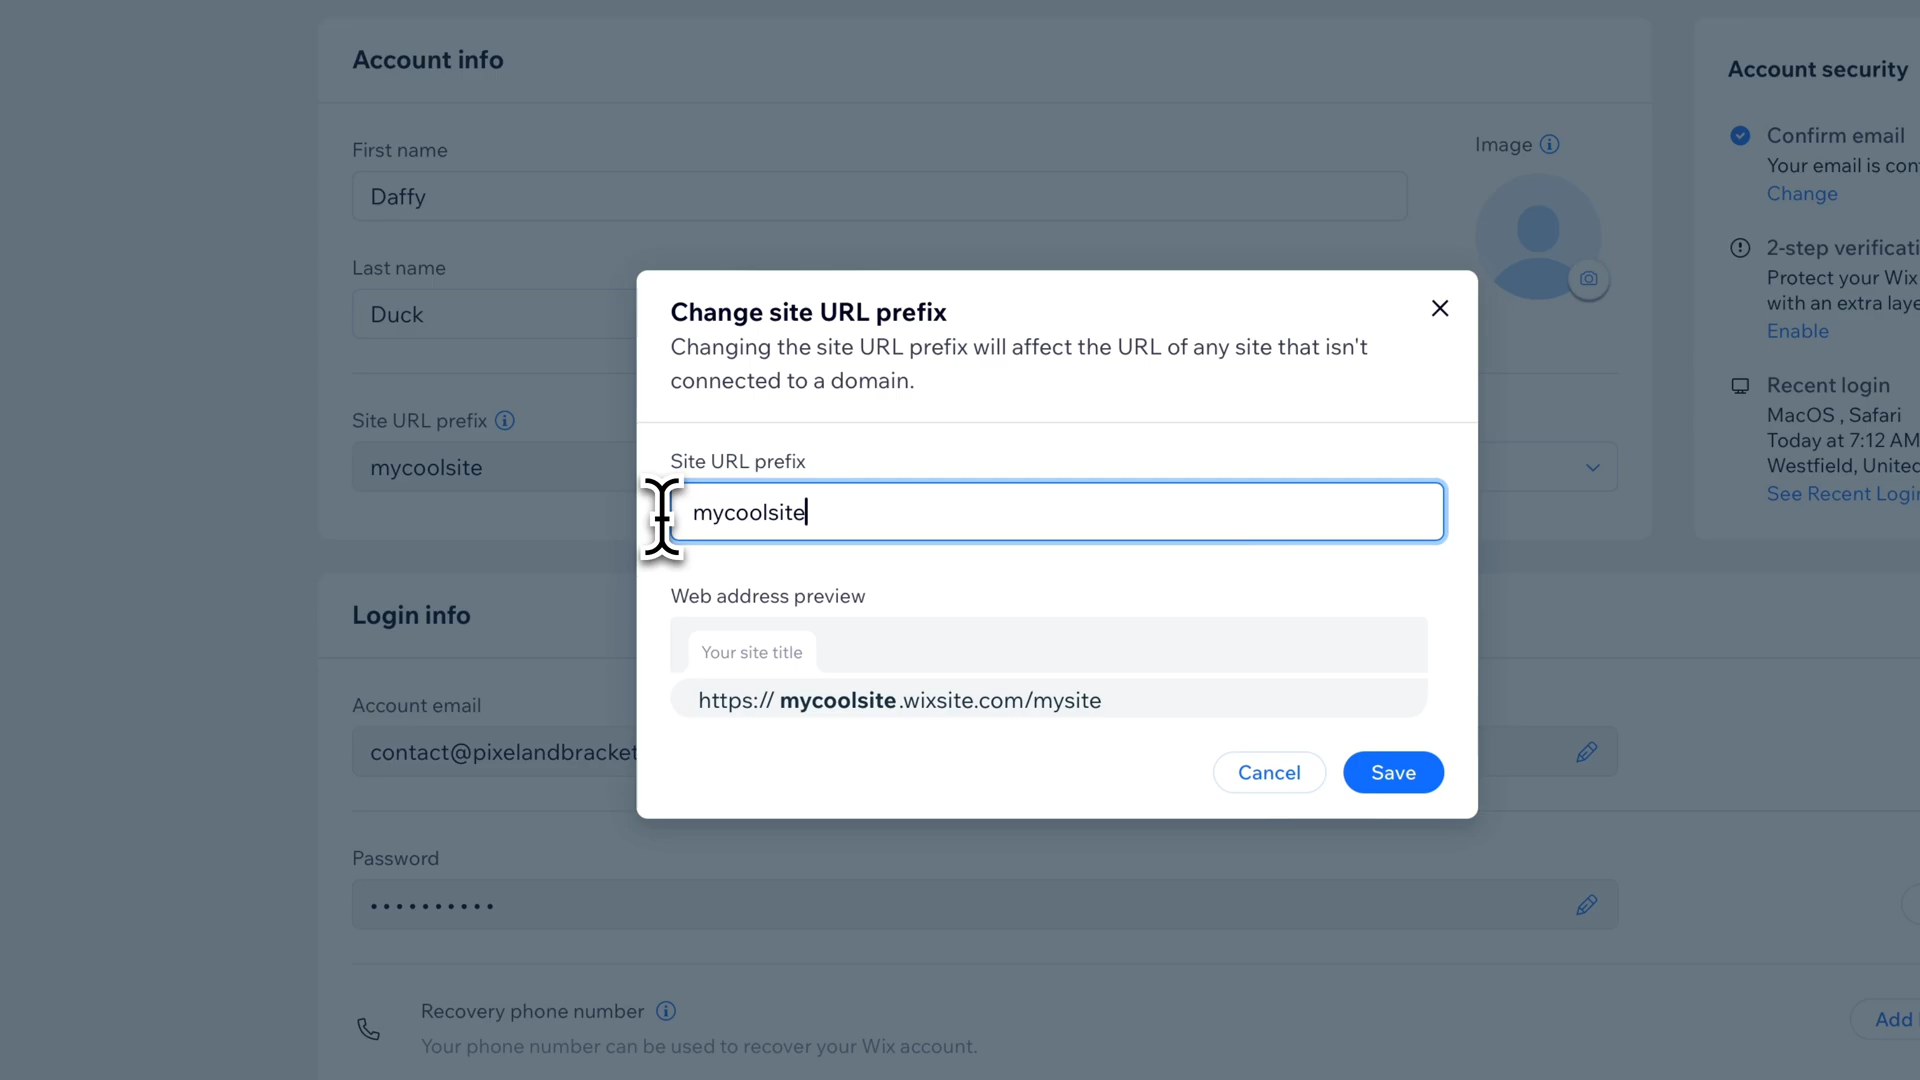 Account info
First name
Daffy
Last name
Duck
Site URL prefix
mycoolsite
Image
Account security
Confirm email
Your email is
Change
2-step
Protect your Wix
with an extra
Enable
Recent login
MacOS , Safari
Today at 7:12 AM
Westfield, United
See Recent
Change site URL prefix
Changing the site URL prefix will affect the URL of any site that isn't
connected to a domain.
Site URL prefix
mycoolsite
Web address preview
Your site title
https:// mycoolsite.wixsite.com/mysite
Cancel
Save
Login info
Account email
contact@pixelandbracket
Password
Recovery phone number
Your phone number can be used to recover your Wix account.
Add